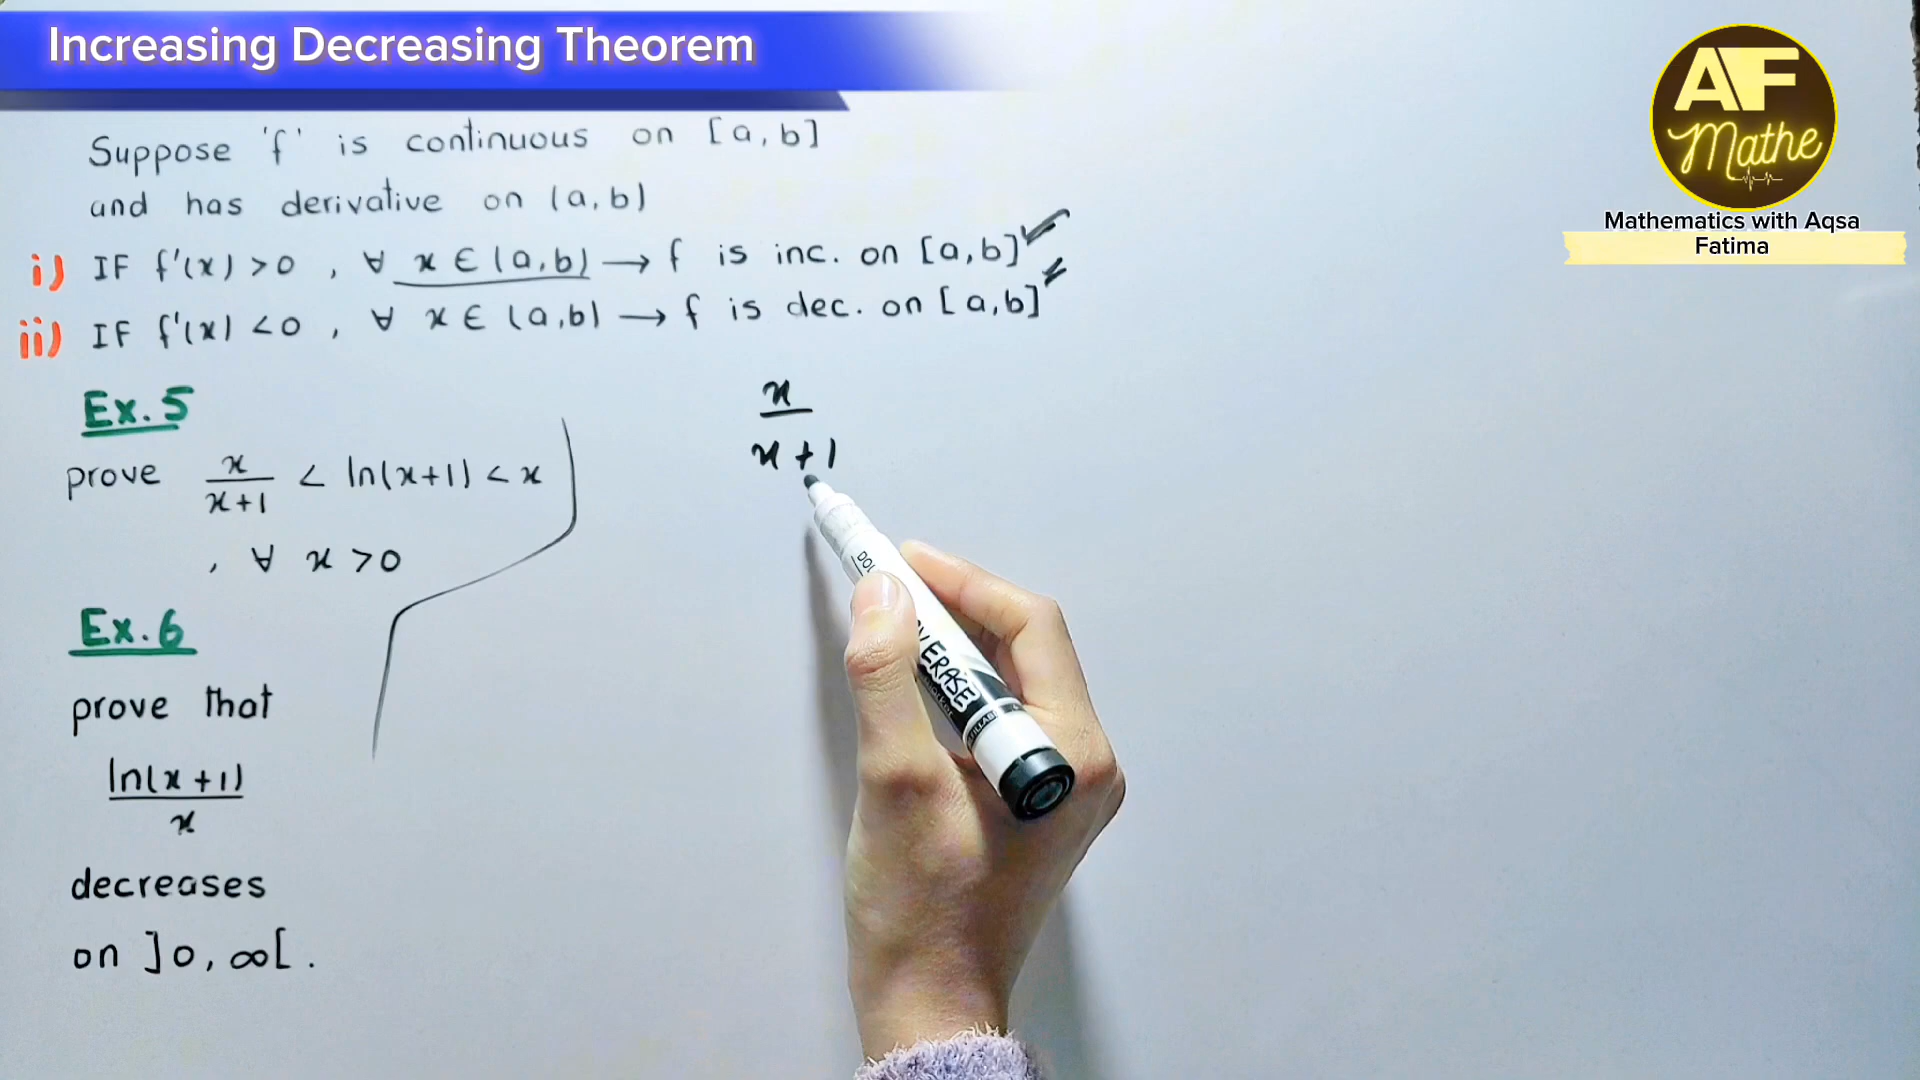 Increasing Decreasing Theorem
AF
Mathe
Mathematics with Aqsa
Fatima
Suppose 'f' is continuous on [a, b]
and has derivative on (a, b)
i) IF f'(x) > 0 , ∀ x ∈ (a, b) → f is inc. on [a, b]
ii) IF f'(x) < 0 , ∀ x ∈ (a, b) → f is dec. on [a, b]
Ex. 5
prove x/(x+1) < ln(x+1) < x
, ∀ x > 0
Ex. 6
prove that
ln(x+1)
x
decreases
on ]0, ∞[ .
x
x + 1
ERASE